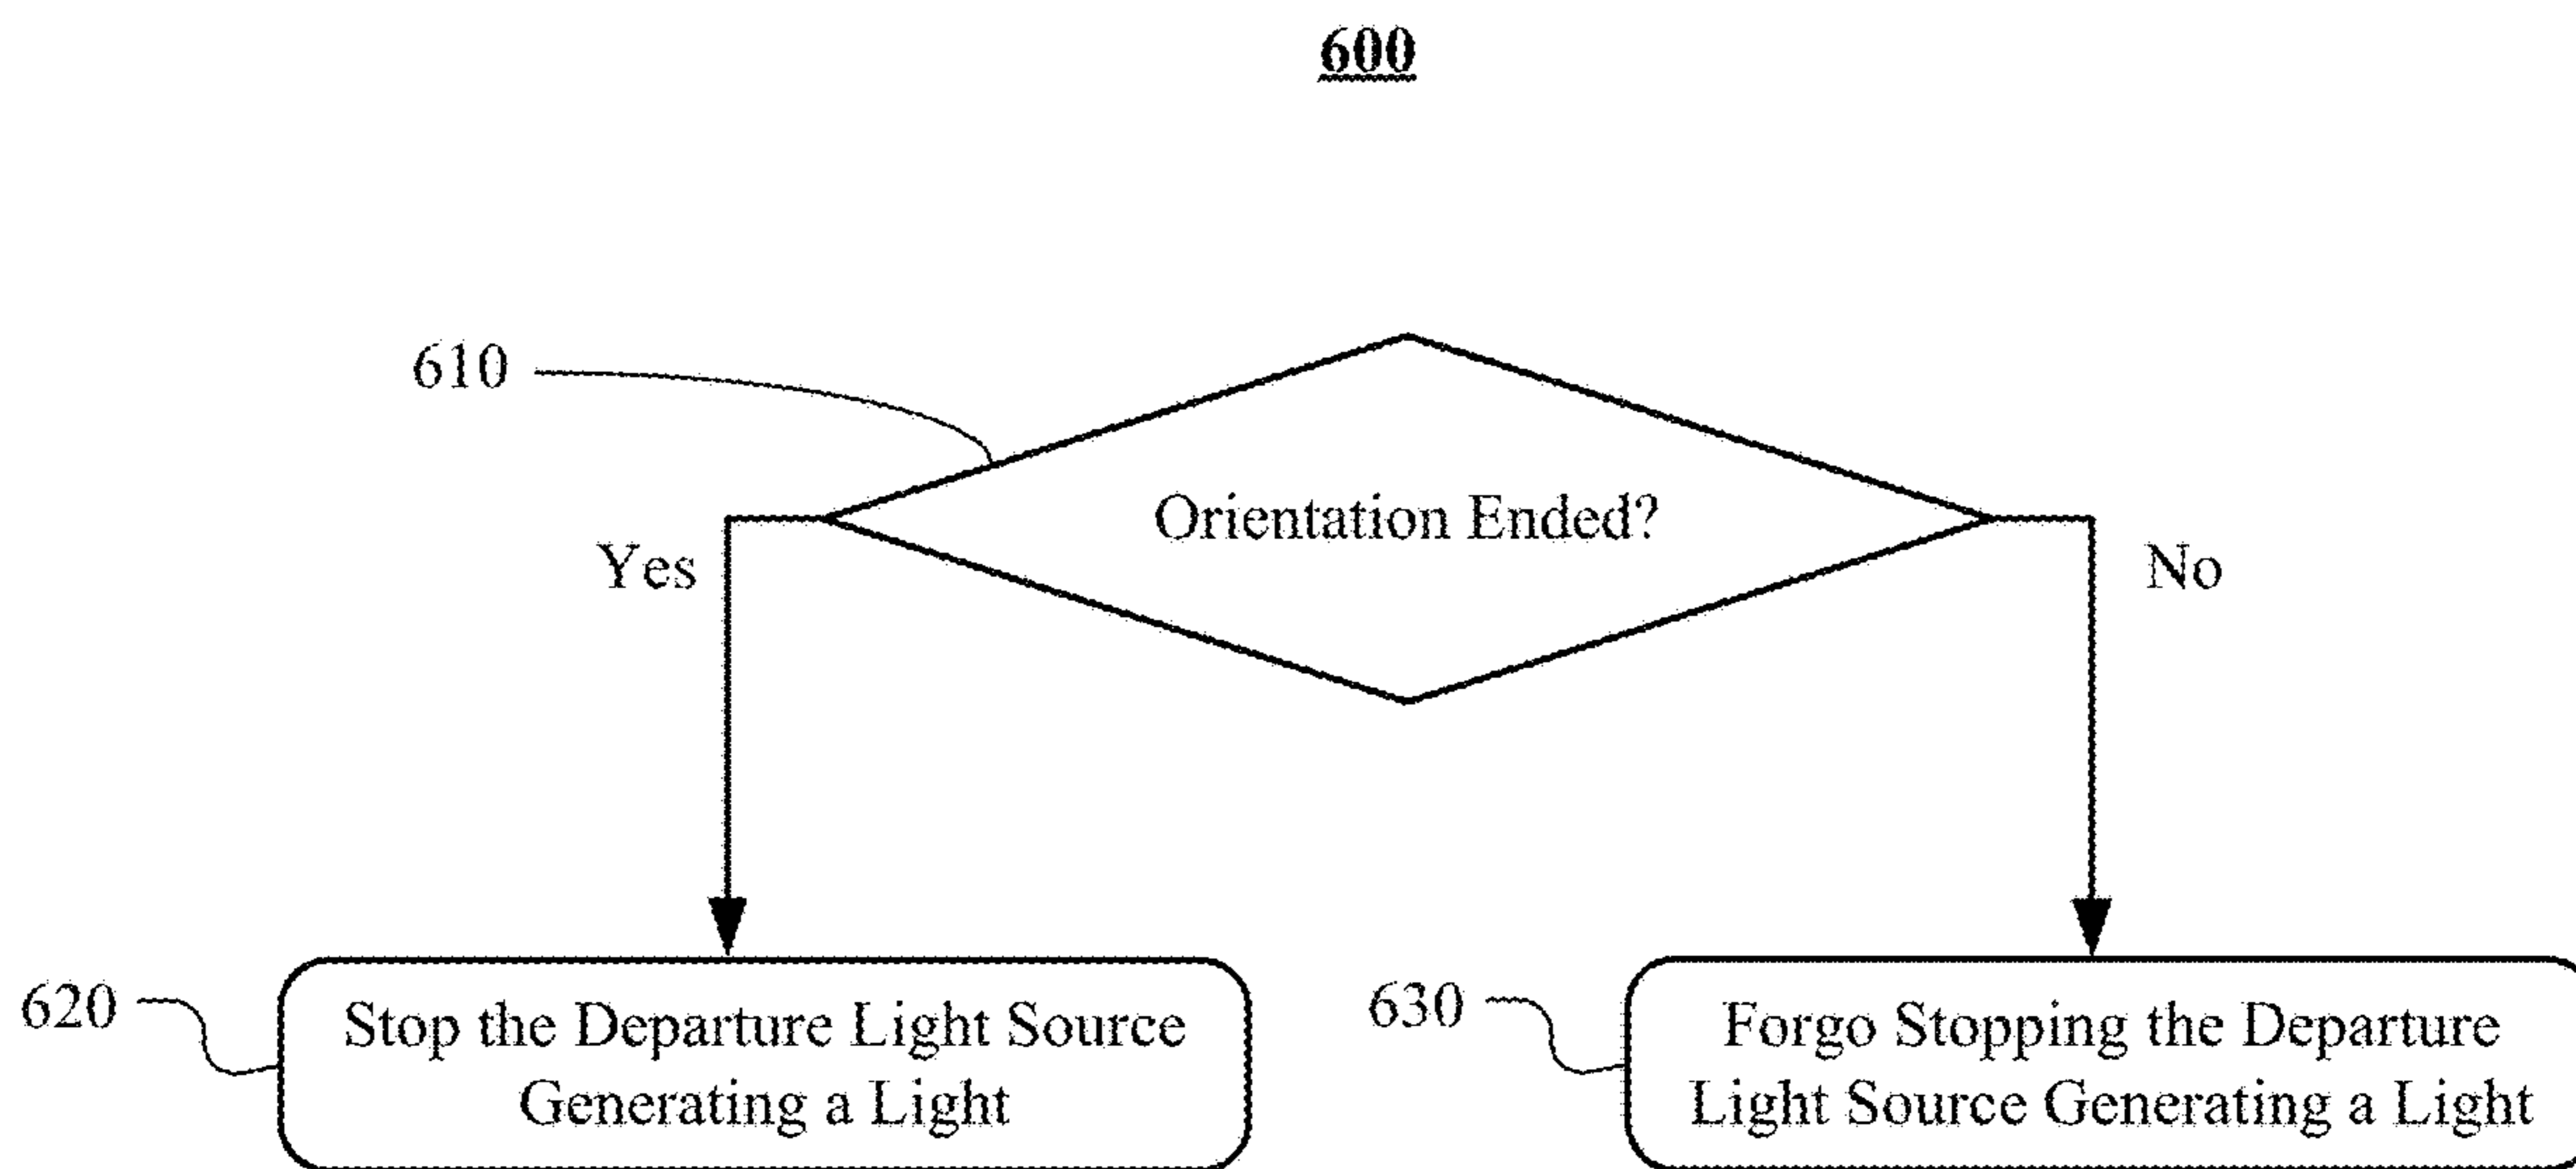 600
610
Orientation Ended?
Yes
No
620
Stop the Departure Light Source
Generating a Light
630
Forgo Stopping the Departure
Light Source Generating a Light